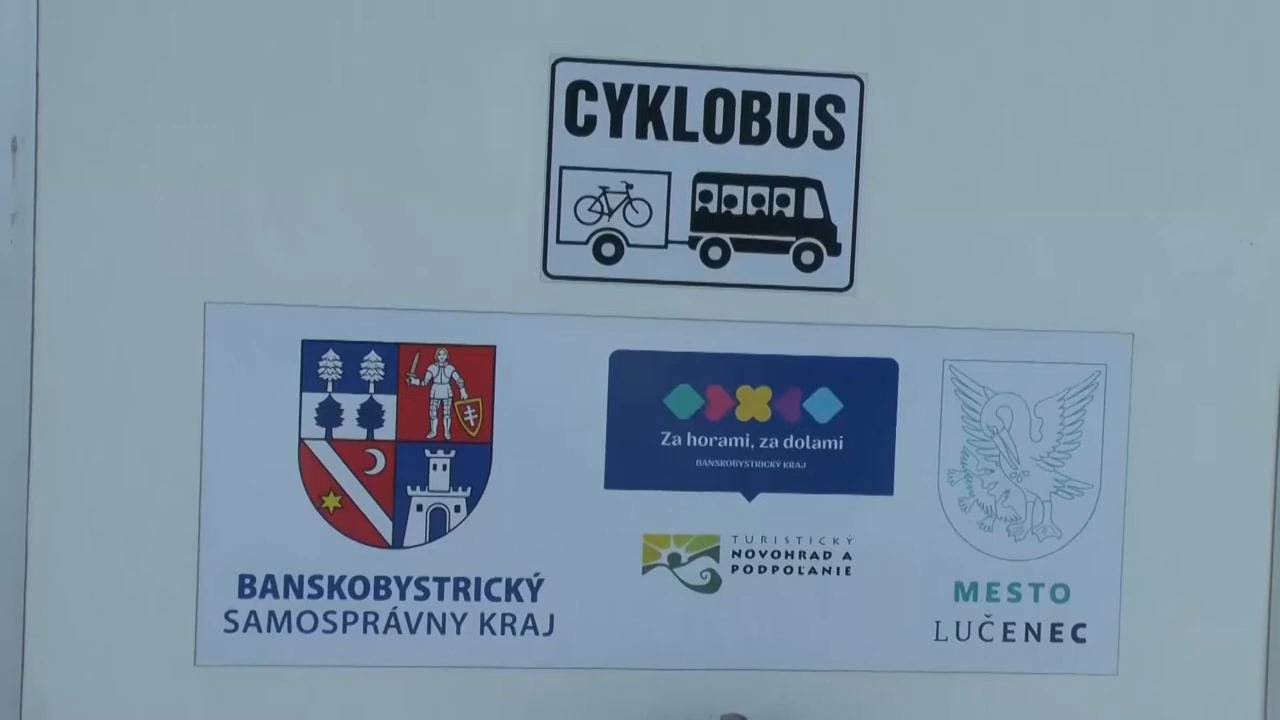 CYKLOBUS
BANSKOBYSTRICKÝ
SAMOSPRÁVNY KRAJ
Za horami, za dolami
BANSKOBYSTRICKÝ KRAJ
TURISTICKÝ
NOVOHRAD A
PODPOĽANIE
MESTO
LUČENEC